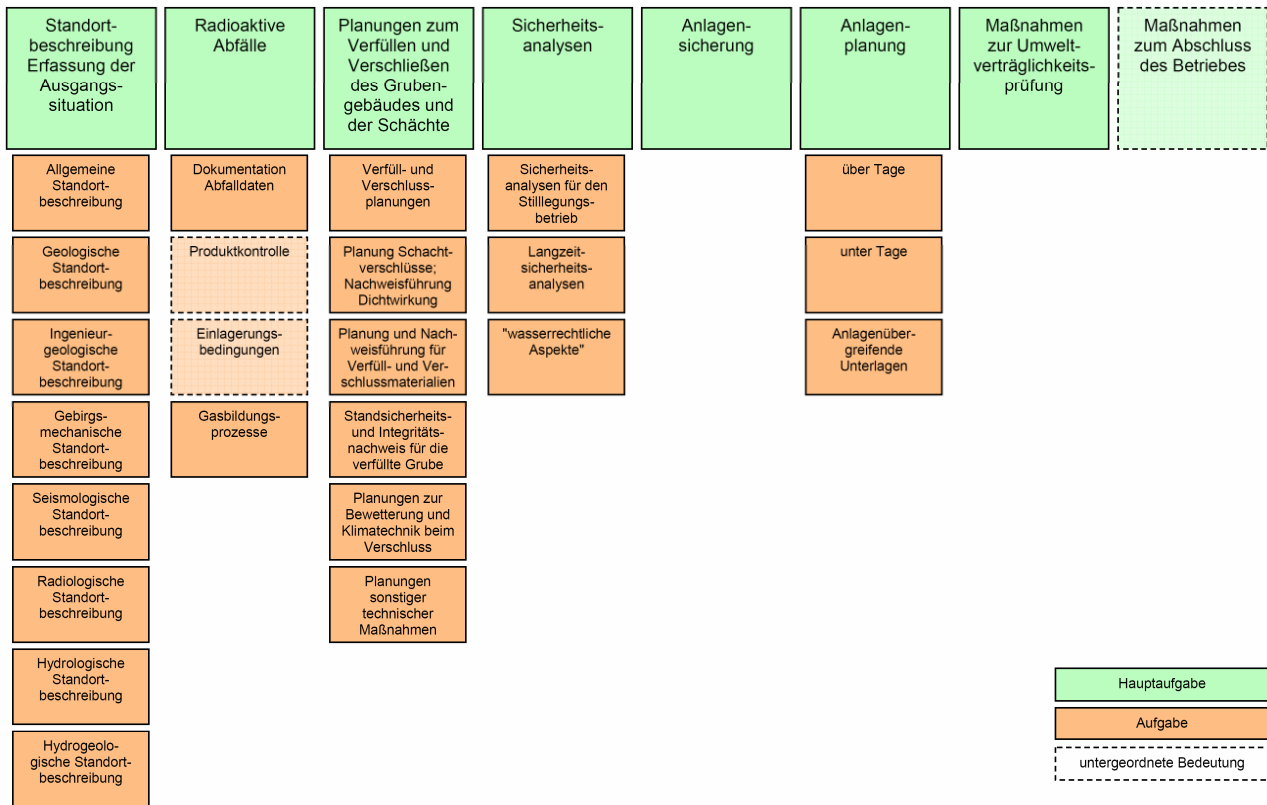 Standort-
beschreibung
Erfassung der
Ausgangs-
situation
Radioaktive
Abfälle
Planungen zum
Verfüllen und
Verschließen
des Gruben-
gebäudes und
der Schächte
Sicherheits-
analysen
Anlagen-
sicherung
Anlagen-
planung
Maßnahmen
zur Umwelt-
verträglichkeits-
prüfung
Maßnahmen
zum Abschluss
des Betriebes
Allgemeine
Standort-
beschreibung
Geologische
Standort-
beschreibung
Ingenieur-
geologische
Standort-
beschreibung
Gebirgs-
mechanische
Standort-
beschreibung
Seismologische
Standort-
beschreibung
Radiologische
Standort-
beschreibung
Hydrologische
Standort-
beschreibung
Hydrogeolo-
gische Standort-
beschreibung
Dokumentation
Abfalldaten
Produktkontrolle
Einlagerungs-
bedingungen
Gasbildungs-
prozesse
Verfüll- und
Verschluss-
planungen
Planung Schacht-
verschlüsse;
Nachweisführung
Dichtwirkung
Planung und Nach-
weisführung für
Verfüll- und Ver-
schlussmaterialien
Standsicherheits-
und Integritäts-
nachweis für die
verfüllte Grube
Planungen zur
Bewetterung und
Klimatechnik beim
Verschluss
Planungen
sonstiger
technischer
Maßnahmen
Sicherheits-
analysen für den
Stilllegungs-
betrieb
Langzeit-
sicherheits-
analysen
"wasserrechtliche
Aspekte"
über Tage
unter Tage
Anlagenüber-
greifende
Unterlagen
Hauptaufgabe
Aufgabe
untergeordnete Bedeutung